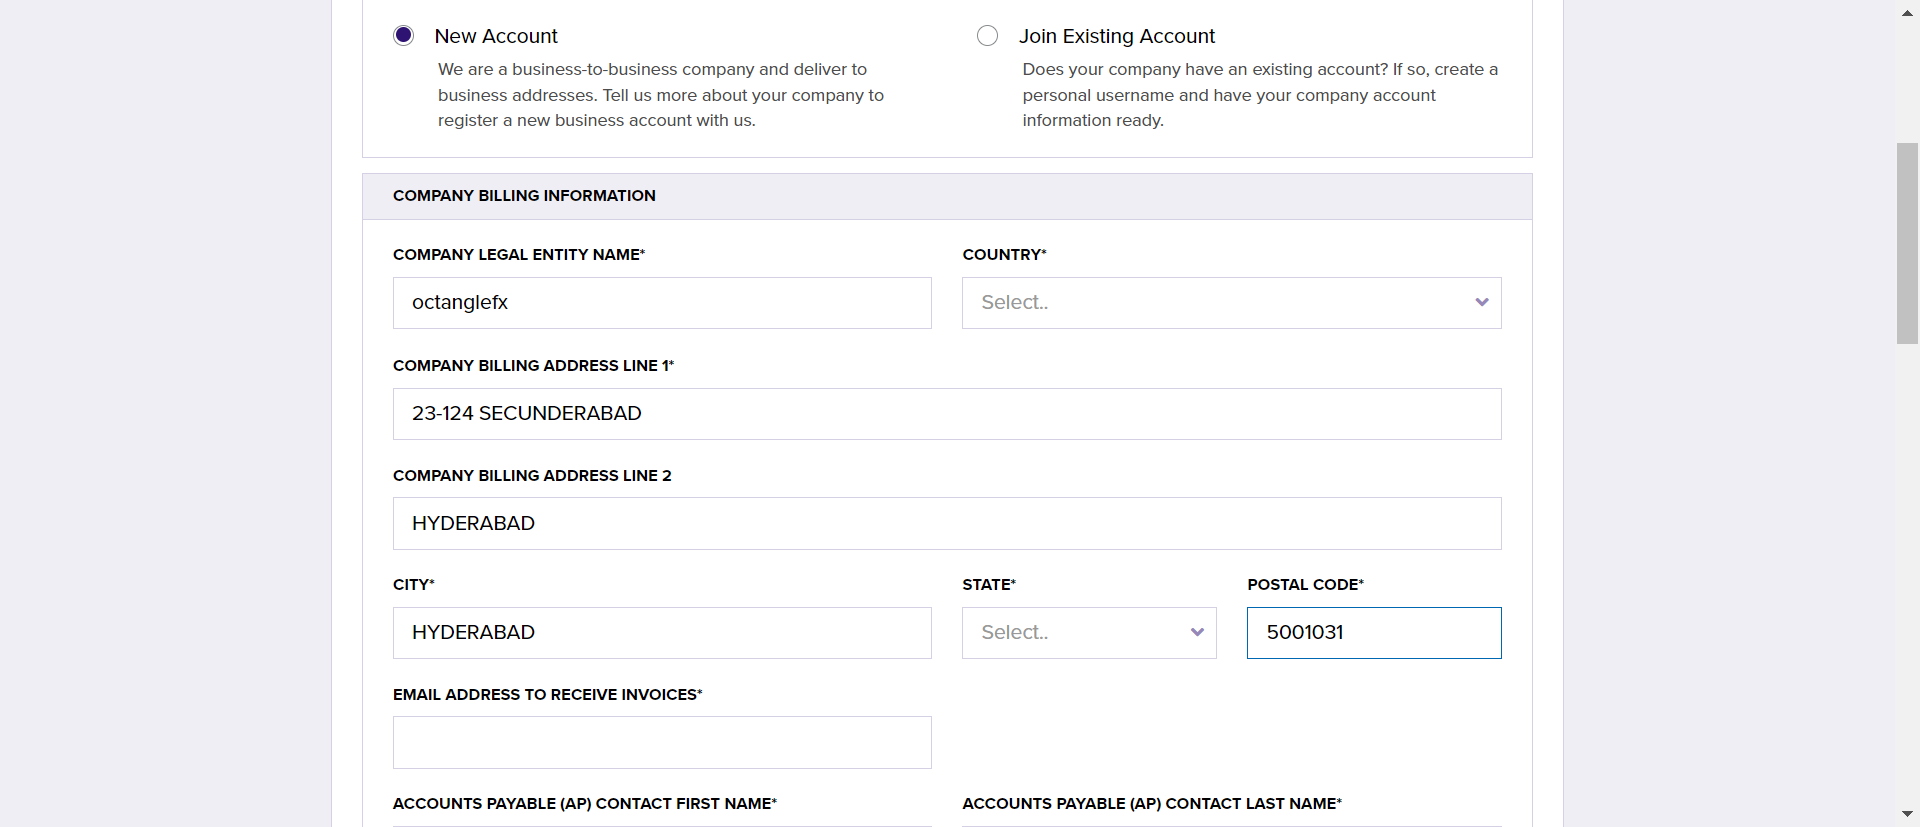 New Account
We are a business-to-business company and deliver to
business addresses. Tell us more about your company to
register a new business account with us.
Join Existing Account
Does your company have an existing account? If so, create a
personal username and have your company account
information ready.
COMPANY BILLING INFORMATION
COMPANY LEGAL ENTITY NAME*
octanglefx
COUNTRY*
Select..
COMPANY BILLING ADDRESS LINE 1*
23-124 SECUNDERABAD
COMPANY BILLING ADDRESS LINE 2
HYDERABAD
CITY*
HYDERABAD
STATE*
Select..
POSTAL CODE*
5001031
EMAIL ADDRESS TO RECEIVE INVOICES*
ACCOUNTS PAYABLE (AP) CONTACT FIRST NAME*
ACCOUNTS PAYABLE (AP) CONTACT LAST NAME*